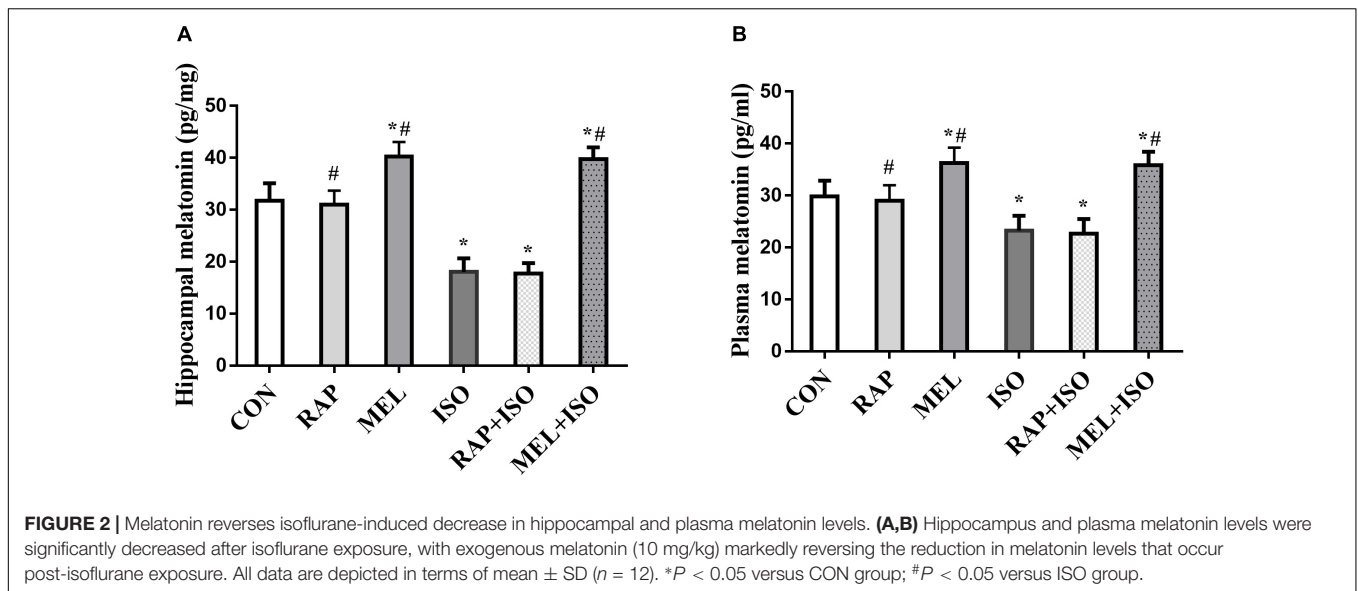 A
Hippocampal melatomin (pg/mg)
50
40
30
20
10
0
#
*#
*
*
*#
CON
RAP
MEL
ISO
RAP+ISO
MEL+ISO
B
Plasma melatomin (pg/ml)
50
40
30
20
10
0
#
*#
*
*
*#
CON
RAP
MEL
ISO
RAP+ISO
MEL+ISO
FIGURE 2 | Melatonin reverses isoflurane-induced decrease in hippocampal and plasma melatonin levels. (A,B) Hippocampus and plasma melatonin levels were
significantly decreased after isoflurane exposure, with exogenous melatonin (10 mg/kg) markedly reversing the reduction in melatonin levels that occur
post-isoflurane exposure. All data are depicted in terms of mean ± SD (n = 12). *P < 0.05 versus CON group; #P < 0.05 versus ISO group.